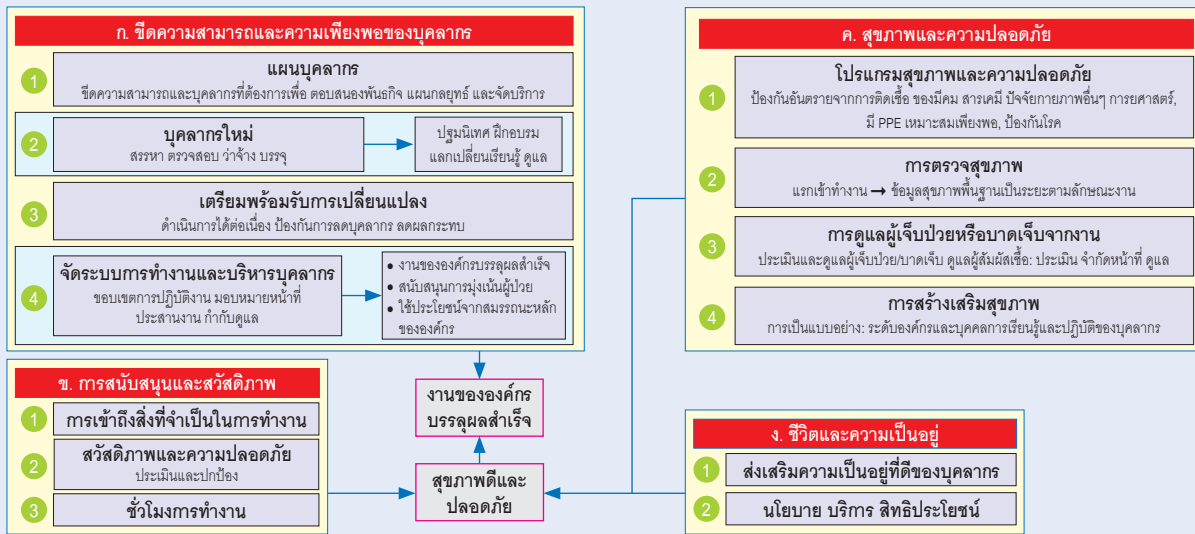 ก. ขีดความสามารถและความเพียงพอของบุคลากร
1
แผนบุคลากร
ขีดความสามารถและบุคลากรที่ต้องการเพื่อ ตอบสนองพันธกิจ แผนกลยุทธ์ และจัดบริการ
2
บุคลากรใหม่
สรรหา ตรวจสอบ ว่าจ้าง บรรจุ
ปฐมนิเทศ ฝึกอบรม
แลกเปลี่ยนเรียนรู้ ดูแล
3
เตรียมพร้อมรับการเปลี่ยนแปลง
ดำเนินการได้ต่อเนื่อง ป้องกันการลดบุคลากร ลดผลกระทบ
4
จัดระบบการทำงานและบริหารบุคลากร
ขอบเขตการปฏิบัติงาน มอบหมายหน้าที่
ประสานงาน กำกับดูแล
• งานขององค์กรบรรลุผลสำเร็จ
• สนับสนุนการมุ่งเน้นผู้ป่วย
• ใช้ประโยชน์จากสมรรถนะหลัก
ขององค์กร
ข. การสนับสนุนและสวัสดิภาพ
1
การเข้าถึงสิ่งที่จำเป็นในการทำงาน
2
สวัสดิภาพและความปลอดภัย
ประเมินและปกป้อง
3
ชั่วโมงการทำงาน
งานขององค์กร
บรรลุผลสำเร็จ
สุขภาพดีและ
ปลอดภัย
ค. สุขภาพและความปลอดภัย
1
โปรแกรมสุขภาพและความปลอดภัย
ป้องกันอันตรายจากการติดเชื้อ ของมีคม สารเคมี ปัจจัยกายภาพอื่นๆ การยศาสตร์,
มี PPE เหมาะสมเพียงพอ, ป้องกันโรค
2
การตรวจสุขภาพ
แรกเข้าทำงาน → ข้อมูลสุขภาพพื้นฐานเป็นระยะตามลักษณะงาน
3
การดูแลผู้เจ็บป่วยหรือบาดเจ็บจากงาน
ประเมินและดูแลผู้เจ็บป่วย/บาดเจ็บ ดูแลผู้สัมผัสเชื้อ: ประเมิน จำกัดหน้าที่ ดูแล
4
การสร้างเสริมสุขภาพ
การเป็นแบบอย่าง: ระดับองค์กรและบุคคลการเรียนรู้และปฏิบัติของบุคลากร
ง. ชีวิตและความเป็นอยู่
1
ส่งเสริมความเป็นอยู่ที่ดีของบุคลากร
2
นโยบาย บริการ สิทธิประโยชน์